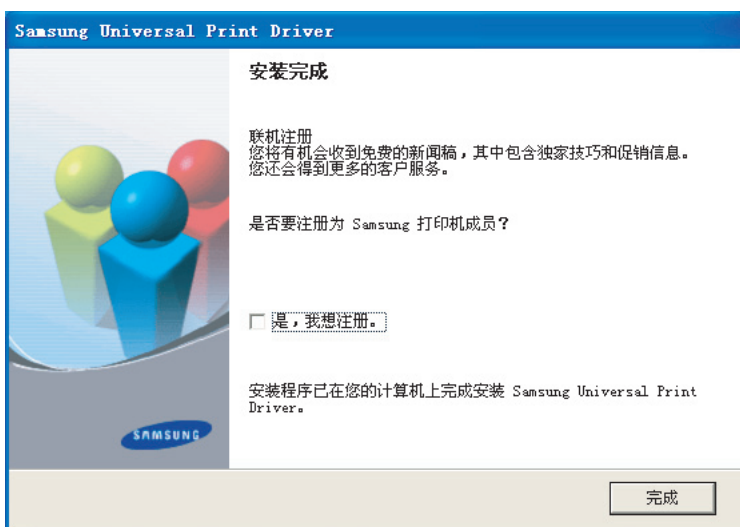 Samsung Universal Print Driver
安装完成
联机注册
您将有机会收到免费的新闻稿，其中包含独家技巧和促销信息。
您还会得到更多的客户服务。
是否要注册为 Samsung 打印机成员?
是，我想注册。
安装程序已在您的计算机上完成安装 Samsung Universal Print
Driver。
SAMSUNG
完成